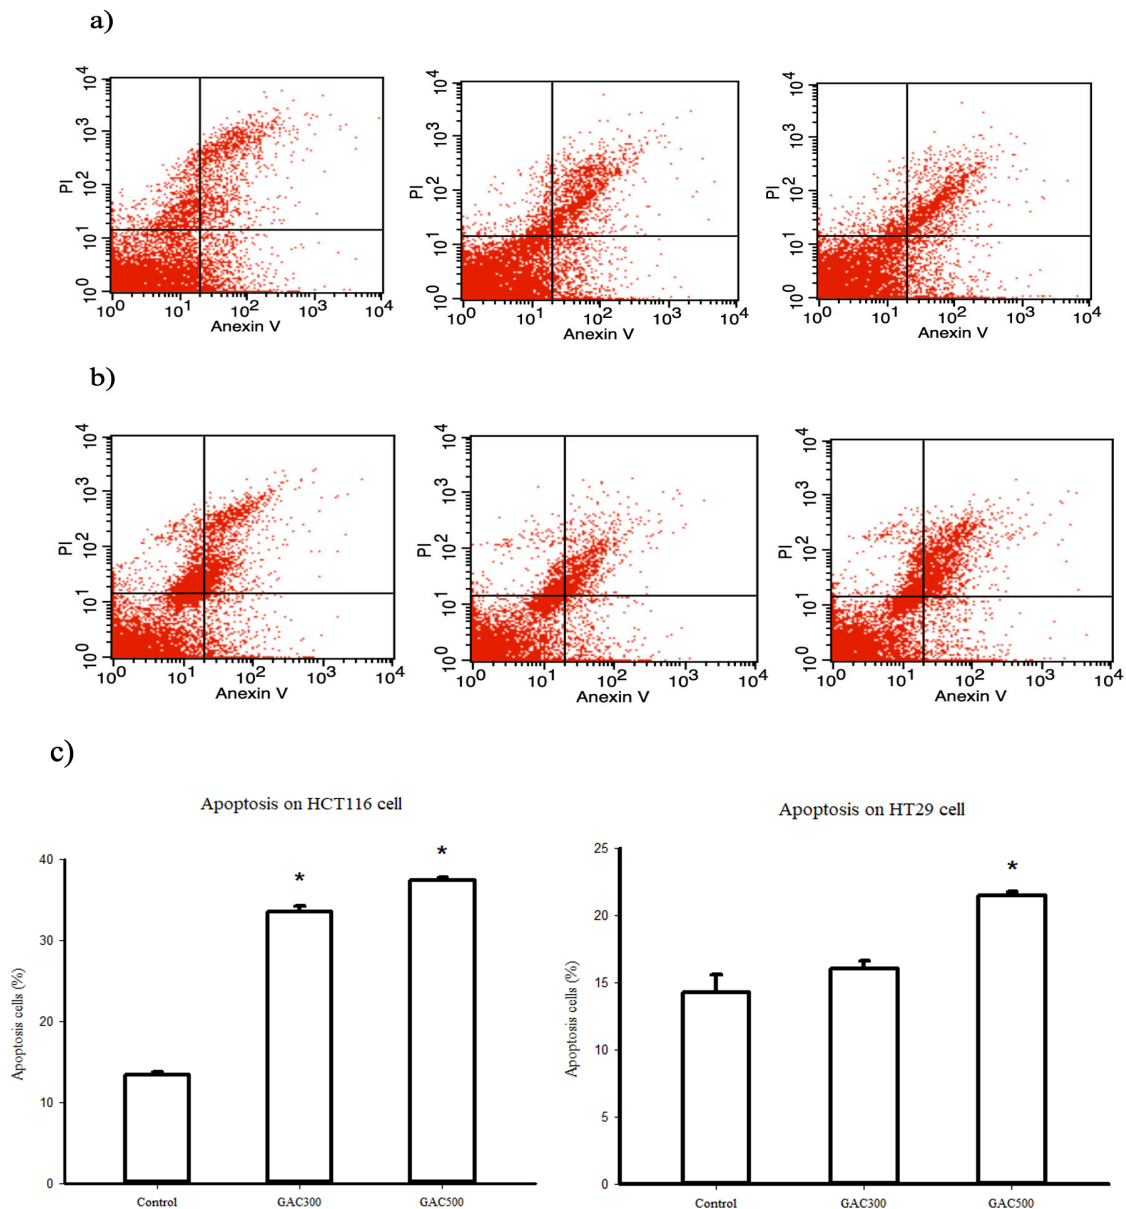 a)
10⁴ 10³ 10² 10¹ 10⁰
PI
10⁰ 10¹ 10² 10³ 10⁴
Anexin V
10⁴ 10³ 10² 10¹ 10⁰
PI
10⁰ 10¹ 10² 10³ 10⁴
Anexin V
10⁴ 10³ 10² 10¹ 10⁰
PI
10⁰ 10¹ 10² 10³ 10⁴
Anexin V
b)
10⁴ 10³ 10² 10¹ 10⁰
PI
10⁰ 10¹ 10² 10³ 10⁴
Anexin V
10⁴ 10³ 10² 10¹ 10⁰
PI
10⁰ 10¹ 10² 10³ 10⁴
Anexin V
10⁴ 10³ 10² 10¹ 10⁰
PI
10⁰ 10¹ 10² 10³ 10⁴
Anexin V
c)
Apoptosis on HCT116 cell
Apoptosis cells (%)
40
30
20
10
0
*
*
Control GAC300 GAC500
Apoptosis on HT29 cell
Apoptosis cells (%)
25
20
15
10
5
0
*
Control GAC300 GAC500